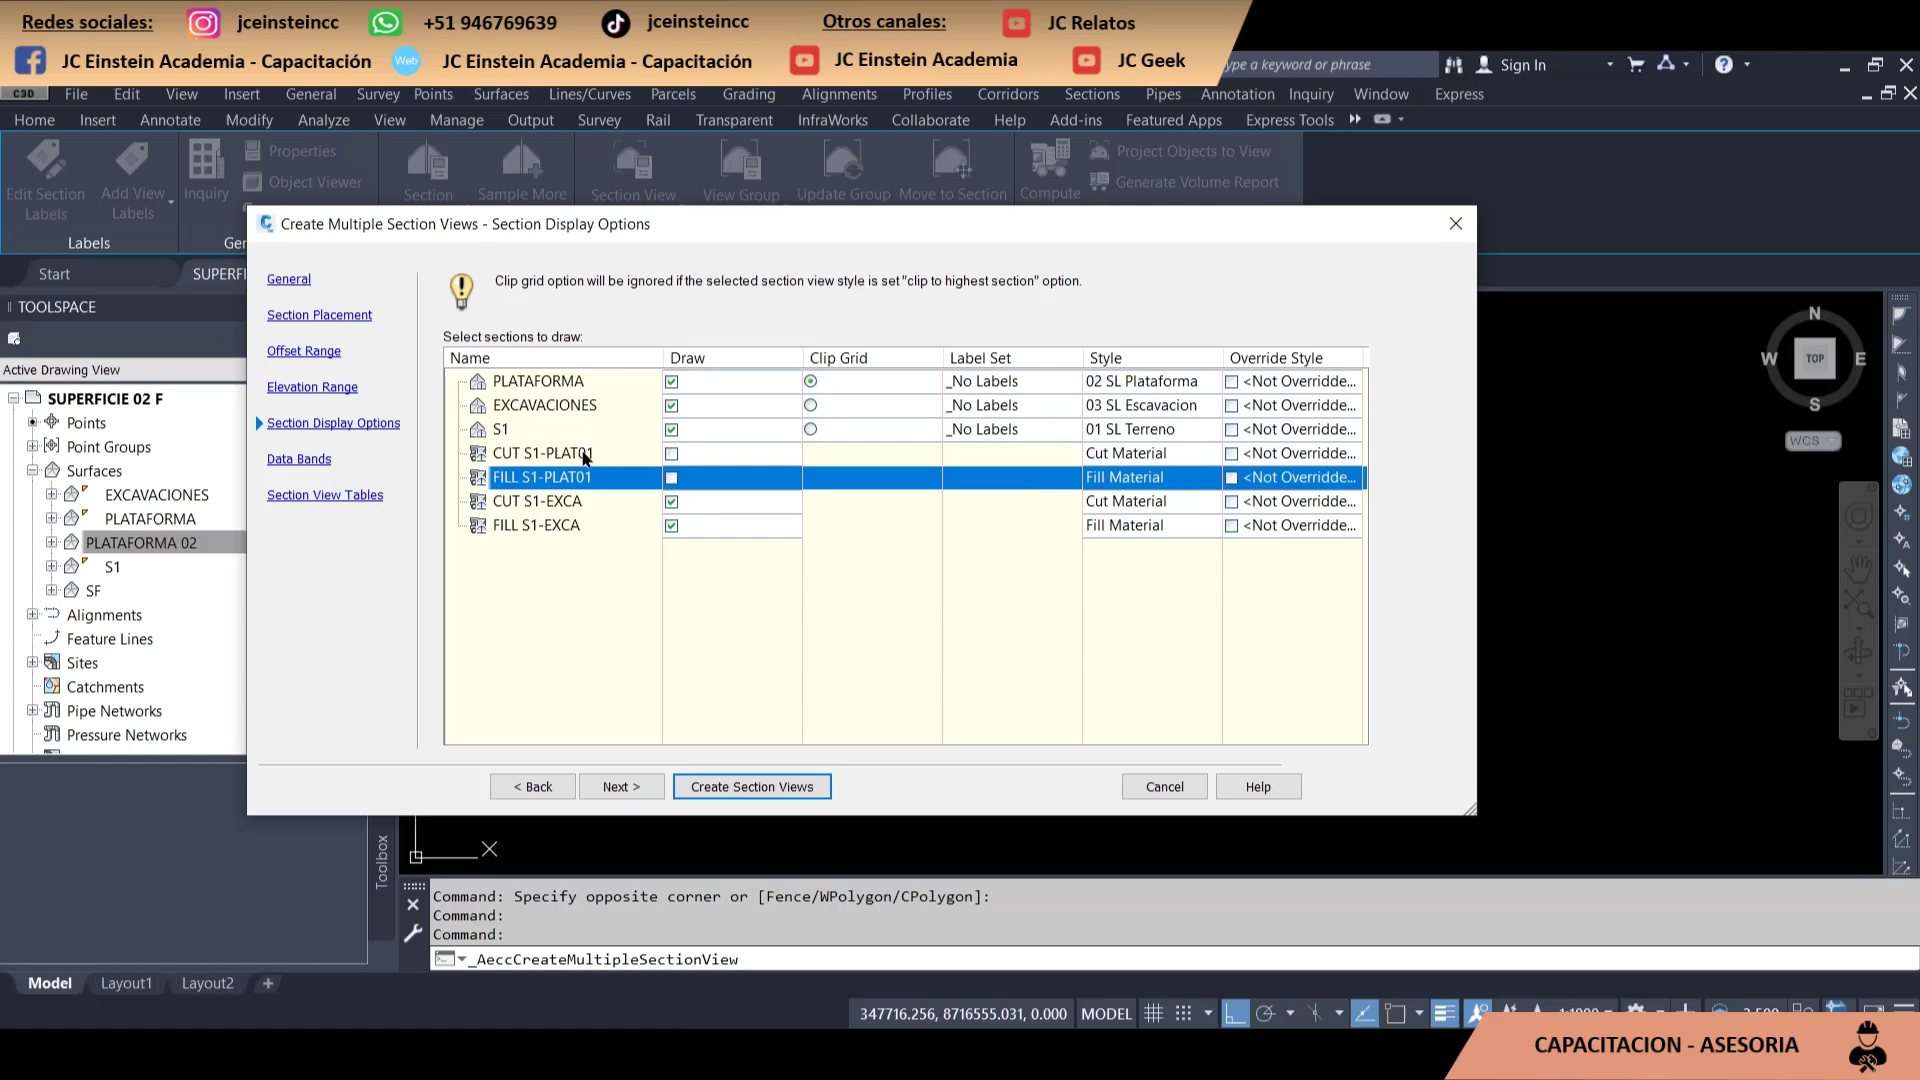 Redes sociales: jceinsteincc +51 946769639 jceinsteincc Otros canales: JC Relatos
JC Einstein Academia - Capacitación Web JC Einstein Academia - Capacitación JC Einstein Academia JC Geek
ype a keyword or phrase Sign In
C3D File Edit View Insert General Survey Points Surfaces Lines/Curves Parcels Grading Alignments Profiles Corridors Sections Pipes Annotation Inquiry Window Express
Home Insert Annotate Modify Analyze View Manage Output Survey Rail Transparent InfraWorks Collaborate Help Add-ins Featured Apps Express Tools
Properties Project Objects to View
Object Viewer Generate Volume Report
Edit Section Add View Inquiry Section Sample More Section View View Group Update Group Move to Section Compute
Labels Labels
Labels Ger
Start SUPERFI
Create Multiple Section Views - Section Display Options
General
Section Placement
Offset Range
Elevation Range
Section Display Options
Data Bands
Section View Tables
Clip grid option will be ignored if the selected section view style is set "clip to highest section" option.
Select sections to draw:
Name Draw Clip Grid Label Set Style Override Style
PLATAFORMA _No Labels 02 SL Plataforma <Not Overridde...
EXCAVACIONES _No Labels 03 SL Escavacion <Not Overridde...
S1 _No Labels 01 SL Terreno <Not Overridde...
CUT S1-PLAT01 Cut Material <Not Overridde...
FILL S1-PLAT01 Fill Material <Not Overridde...
CUT S1-EXCA Cut Material <Not Overridde...
FILL S1-EXCA Fill Material <Not Overridde...
< Back Next > Create Section Views Cancel Help
TOOLSPACE
Active Drawing View
SUPERFICIE 02 F
Points
Point Groups
Surfaces
EXCAVACIONES
PLATAFORMA
PLATAFORMA 02
S1
SF
Alignments
Feature Lines
Sites
Catchments
Pipe Networks
Pressure Networks
Toolbox
N
W TOP E
S
WCS
Command: Specify opposite corner or [Fence/WPolygon/CPolygon]:
Command:
Command:
_AeccCreateMultipleSectionView
Model Layout1 Layout2 +
347716.256, 8716555.031, 0.000 MODEL
CAPACITACION - ASESORIA